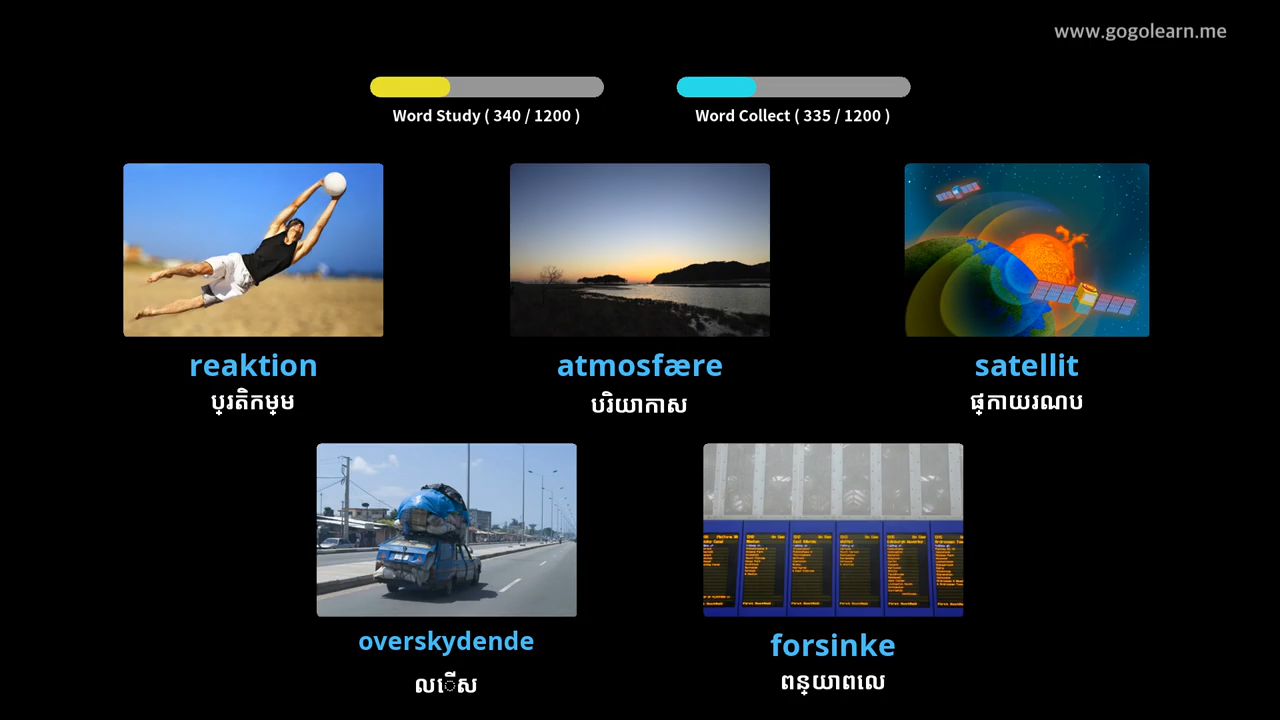 www.gogolearn.me
Word Study ( 340 / 1200 )
Word Collect ( 335 / 1200 )
reaktion
atmosfære
satellit
ប្រតិកម្ម
បរិយាកាស
ផ្កាយរណប
overskydende
forsinke
លើស
ពន្យាពលេ